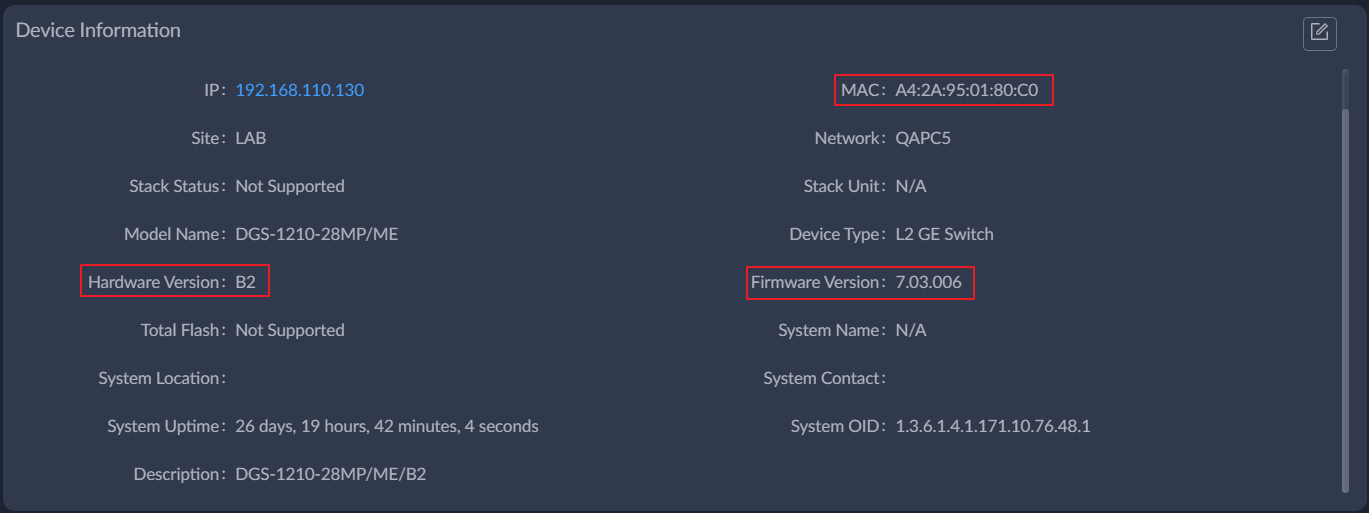 Device Information
IP: 192.168.110.130 MAC: A4:2A:95:01:80:C0
Site: LAB Network: QAPC5
Stack Status: Not Supported Stack Unit: N/A
Model Name: DGS-1210-28MP/ME Device Type: L2 GE Switch
Hardware Version: B2 Firmware Version: 7.03.006
Total Flash: Not Supported System Name: N/A
System Location: System Contact:
System Uptime: 26 days, 19 hours, 42 minutes, 4 seconds System OID: 1.3.6.1.4.1.171.10.76.48.1
Description: DGS-1210-28MP/ME/B2